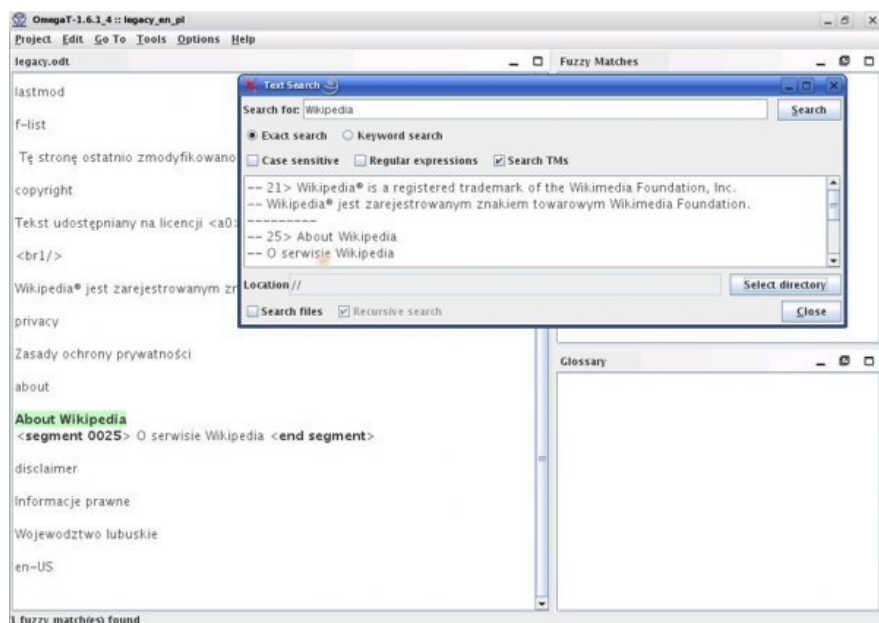 OmegaT-1.6.1_4 :: legacy_en_pl
Project Edit Go To Tools Options Help
legacy.odt
Fuzzy Matches
lastmod
f-list
Tę stronę ostatnio zmodyfikowano
copyright
Tekst udostępniany na licencji <a0>
<br1/>
Wikipedia® jest zarejestrowanym zn
privacy
Zasady ochrony prywatności
about
About Wikipedia
<segment 0025> O serwisie Wikipedia <end segment>
disclaimer
Informacje prawne
Wojewodztwo lubuskie
en-US
Text Search
Search for: Wikipedia
Search
Exact search Keyword search
Case sensitive Regular expressions Search TMs
-- 21> Wikipedia® is a registered trademark of the Wikimedia Foundation, Inc.
-- Wikipedia® jest zarejestrowanym znakiem towarowym Wikimedia Foundation.
---------
-- 25> About Wikipedia
-- O serwisie Wikipedia
Location //
Select directory
Search files Recursive search
Close
Glossary
1 fuzzy match(es) found